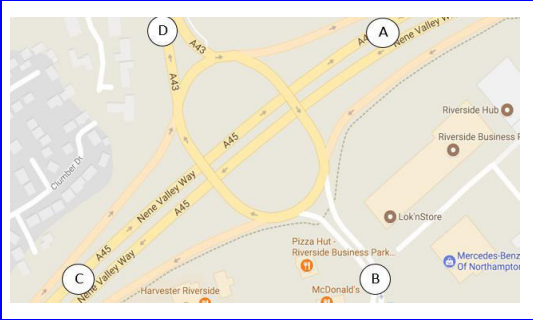 D
A
A43
A45
Nene Valley Way
A43
Riverside Hub
Riverside Business P
A45
Clumber Dr
Nene Valley Way
A45
Lok'nStore
Pizza Hut -
Riverside Business Park...
A45
Mercedes-Benz
Of Northampton
C
B
Nene Valley Way
Harvester Riverside
McDonald's